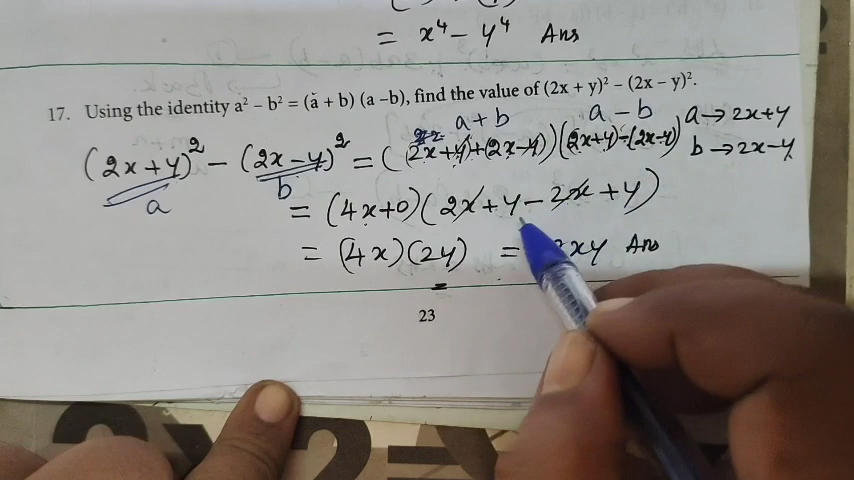 = x⁴ - y⁴ Ans
17. Using the identity a² – b² = (a + b) (a –b), find the value of (2x + y)² – (2x – y)².
a+b a-b a→2x+y
(2x+y)² - (2x-y)² = (2x+y)+(2x-y))(2x+y)-(2x-y) b→2x-y
a b
= (4x+0)(2x+y-2x+y)
= (4x)(2y) = xy Ans
23